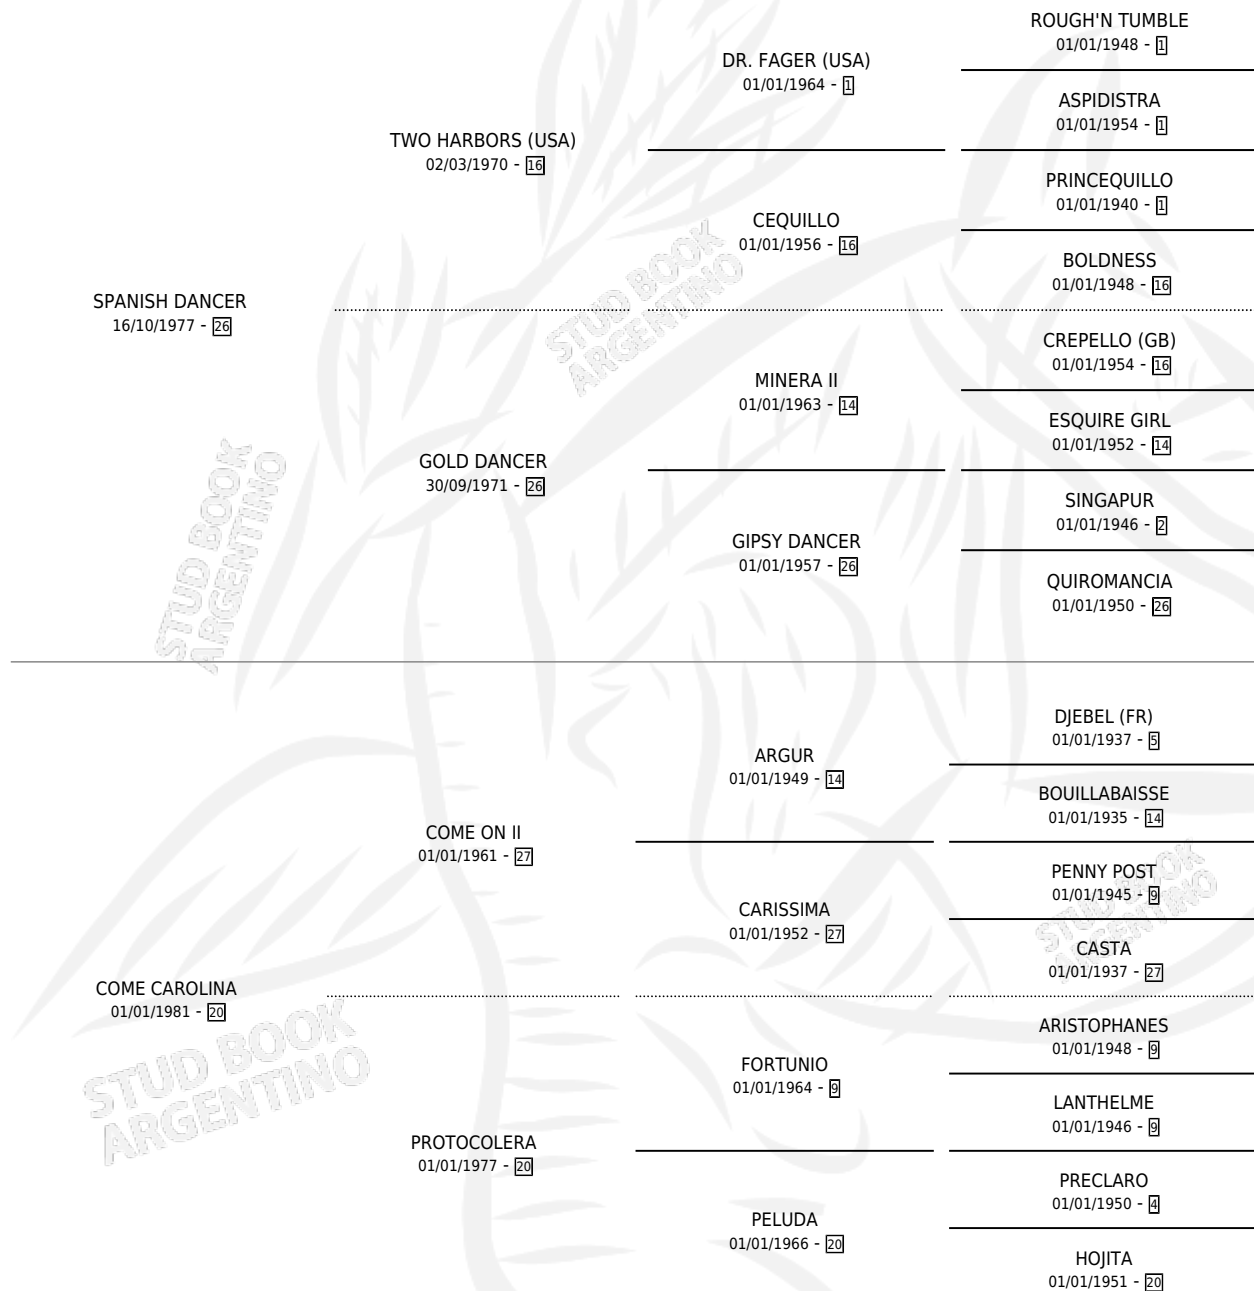 ROUGH'N TUMBLE
01/01/1948 - 1
DR. FAGER (USA)
01/01/1964 - 1
ASPIDISTRA
01/01/1954 - 1
TWO HARBORS (USA)
02/03/1970 - 16
PRINCEQUILLO
01/01/1940 - 1
CEQUILLO
01/01/1956 - 16
BOLDNESS
01/01/1948 - 16
SPANISH DANCER
16/10/1977 - 26
CREPELLO (GB)
01/01/1954 - 16
MINERA II
01/01/1963 - 14
ESQUIRE GIRL
01/01/1952 - 14
GOLD DANCER
30/09/1971 - 26
SINGAPUR
01/01/1946 - 2
GIPSY DANCER
01/01/1957 - 26
QUIROMANCIA
01/01/1950 - 26
DJEBEL (FR)
01/01/1937 - 5
ARGUR
01/01/1949 - 14
BOUILLABAISSE
01/01/1935 - 14
COME ON II
01/01/1961 - 27
PENNY POST
01/01/1945 - 9
CARISSIMA
01/01/1952 - 27
CASTA
01/01/1937 - 27
COME CAROLINA
01/01/1981 - 20
ARISTOPHANES
01/01/1948 - 9
FORTUNIO
01/01/1964 - 9
LANTHELME
01/01/1946 - 9
PROTOCOLERA
01/01/1977 - 20
PRECLARO
01/01/1950 - 4
PELUDA
01/01/1966 - 20
HOJITA
01/01/1951 - 20
STUD BOOK
ARGENTINO
STUD BOOK
ARGENTINO
STUD BOOK
ARGENTINO
STUD BOOK
ARGENTINO